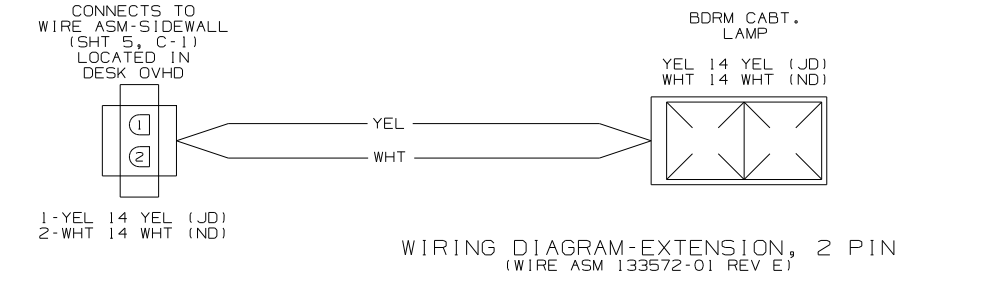 CONNECTS TO
WIRE ASM-SIDEWALL
(SHT 5, C-1)
LOCATED IN
DESK OVHD
1
2
1-YEL 14 YEL (JD)
2-WHT 14 WHT (ND)
YEL
WHT
BDRM CABT.
LAMP
YEL 14 YEL (JD)
WHT 14 WHT (ND)
WIRING DIAGRAM-EXTENSION, 2 PIN
(WIRE ASM 133572-01 REV E)